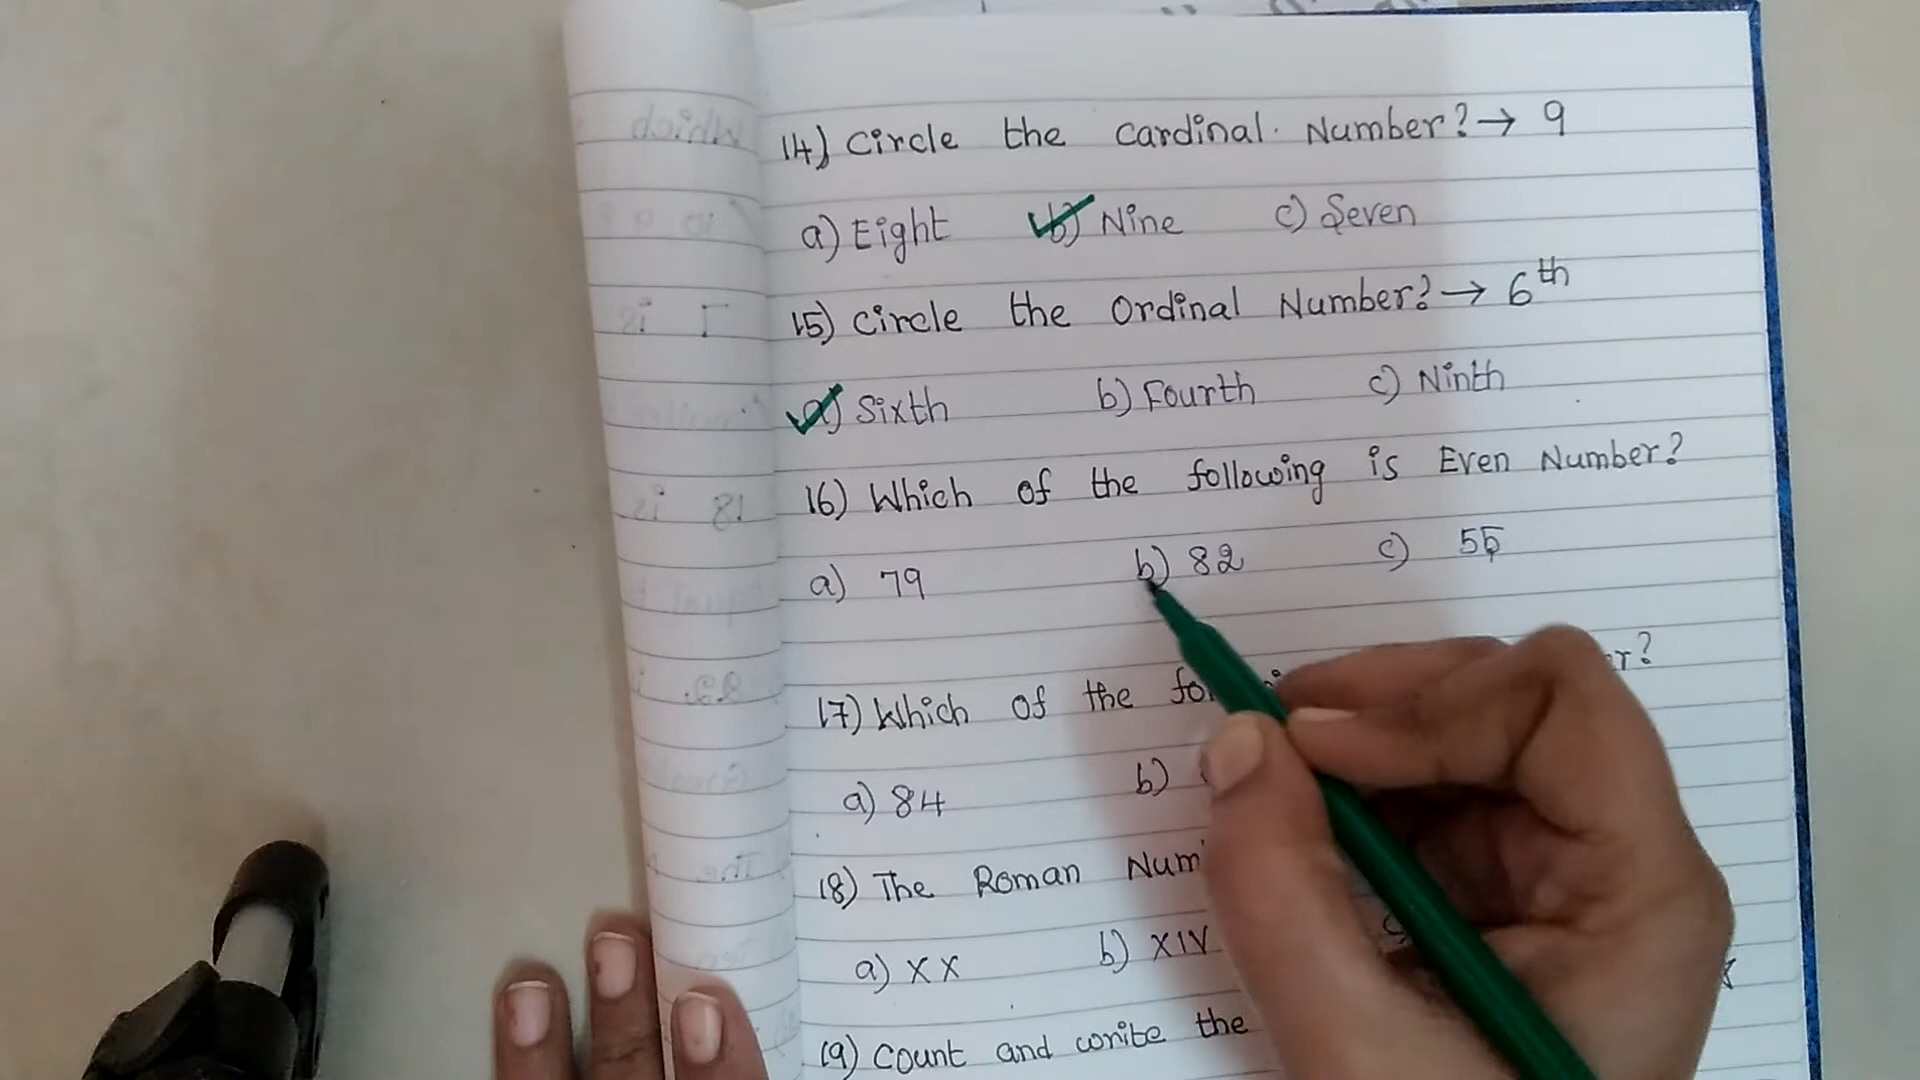 14) Circle the Cardinal. Number? → 9
a) Eight b) Nine c) Seven
15) Circle the Ordinal Number? → 6th
a) Sixth b) Fourth c) Ninth
16) Which of the following is Even Number?
a) 79 b) 82 c) 55
17) Which of the
a) 84 b)
18) The Roman
a) XX b) XIV
19) Count and write the